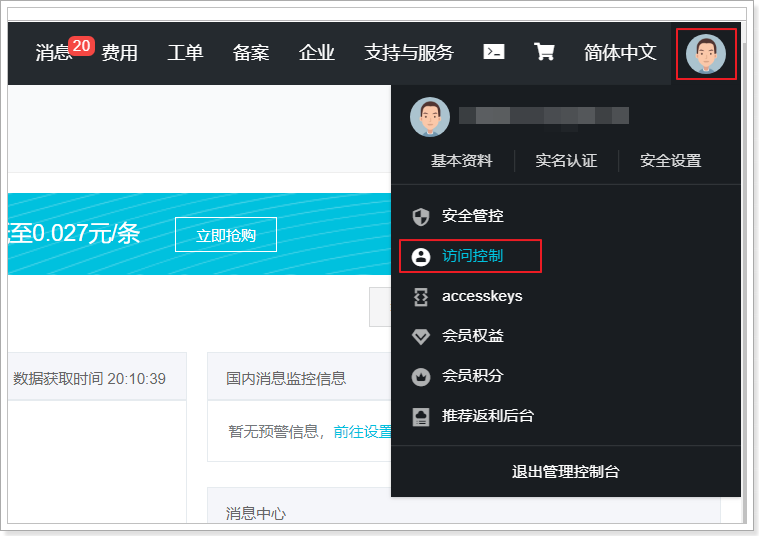 消息 20 费用 工单 备案 企业 支持与服务 简体中文
基本资料 实名认证 安全设置
安全管控
至0.027元/条 立即抢购
访问控制
accesskeys
会员权益
数据获取时间 20:10:39 国内消息监控信息
会员积分
暂无预警信息，前往设置
推荐返利后台
退出管理控制台
消息中心